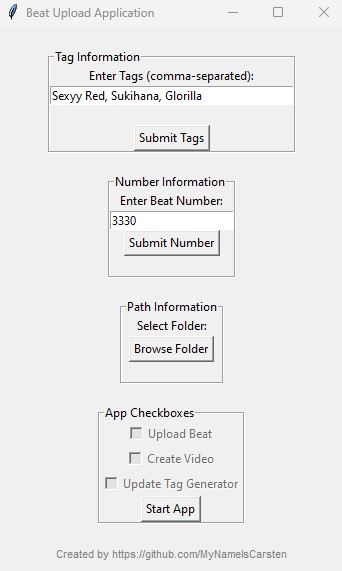 Beat Upload Application
Tag Information
Enter Tags (comma-separated):
Sexyy Red, Sukihana, Glorilla
Submit Tags
Number Information
Enter Beat Number:
3330
Submit Number
Path Information
Select Folder:
Browse Folder
App Checkboxes
Upload Beat
Create Video
Update Tag Generator
Start App
Created by https://github.com/MyNameIsCarsten